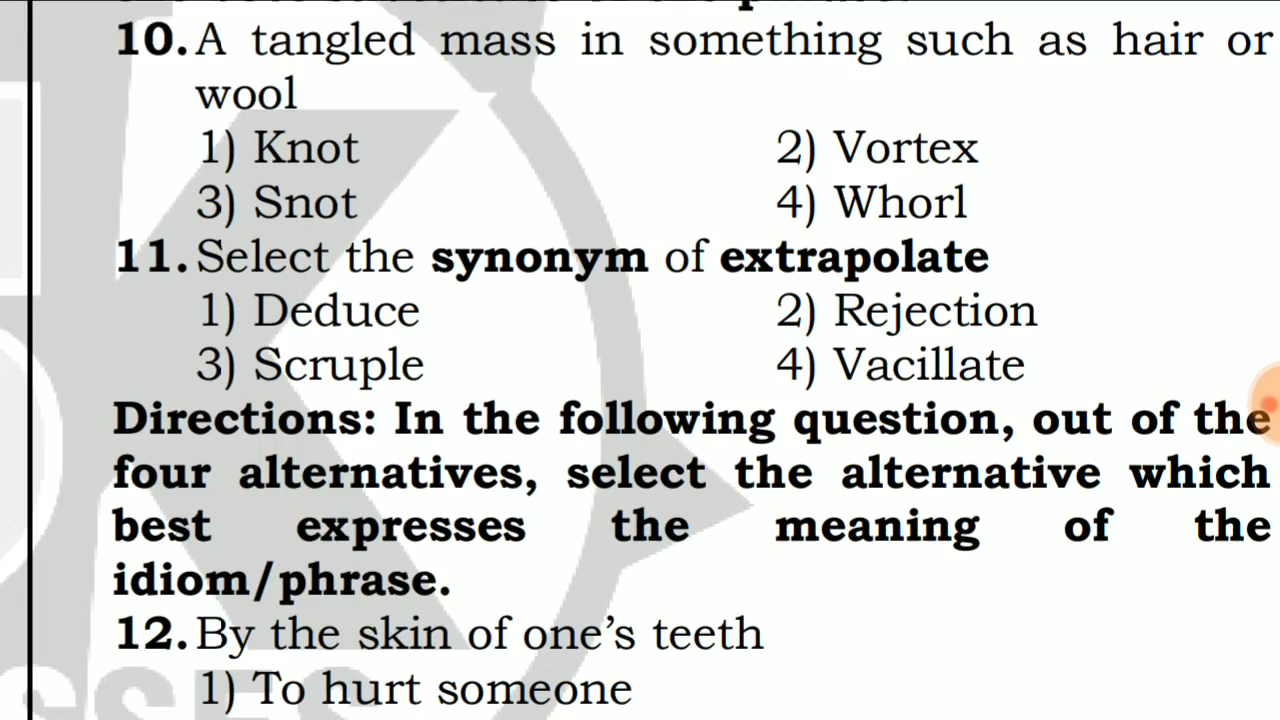 10. A tangled mass in something such as hair or
wool
1) Knot 2) Vortex
3) Snot 4) Whorl
11. Select the synonym of extrapolate
1) Deduce 2) Rejection
3) Scruple 4) Vacillate
Directions: In the following question, out of the
four alternatives, select the alternative which
best expresses the meaning of the
idiom/phrase.
12. By the skin of one's teeth
1) To hurt someone